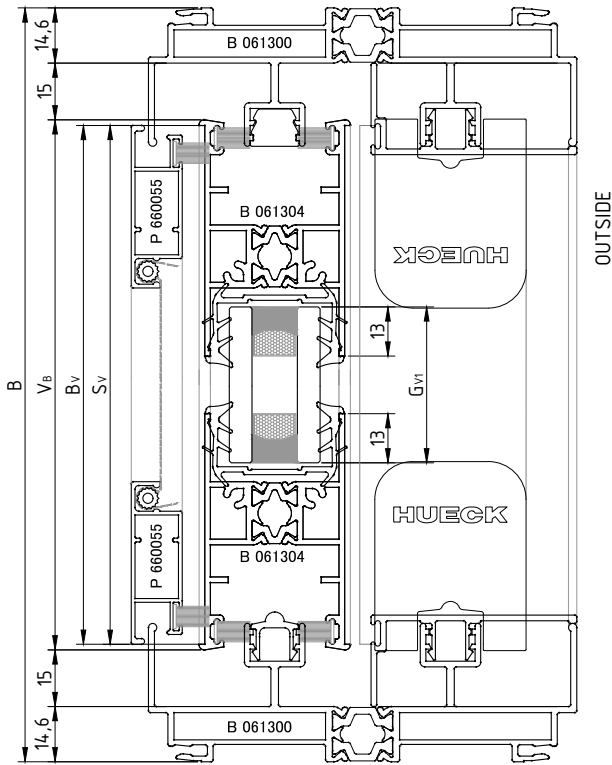 14,6
B 061300
15
P 660055
B 061304
HUECK
OUTSIDE
13
B
VB
BV
SV
GV1
13
HUECK
P 660055
B 061304
15
14,6
B 061300